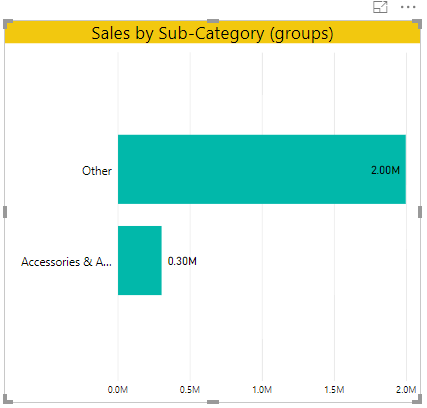 Sales by Sub-Category (groups)
Other
2.00M
Accessories & A...
0.30M
0.0M 0.5M 1.0M 1.5M 2.0M